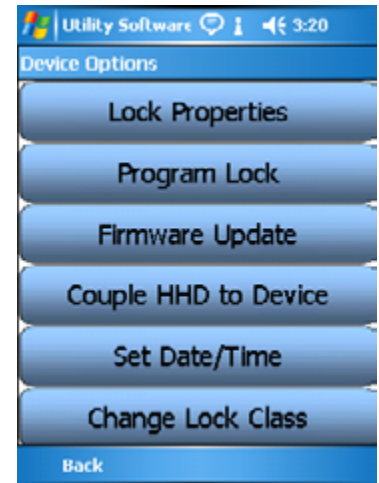 Utility Software 3:20
Device Options
Lock Properties
Program Lock
Firmware Update
Couple HHD to Device
Set Date/Time
Change Lock Class
Back